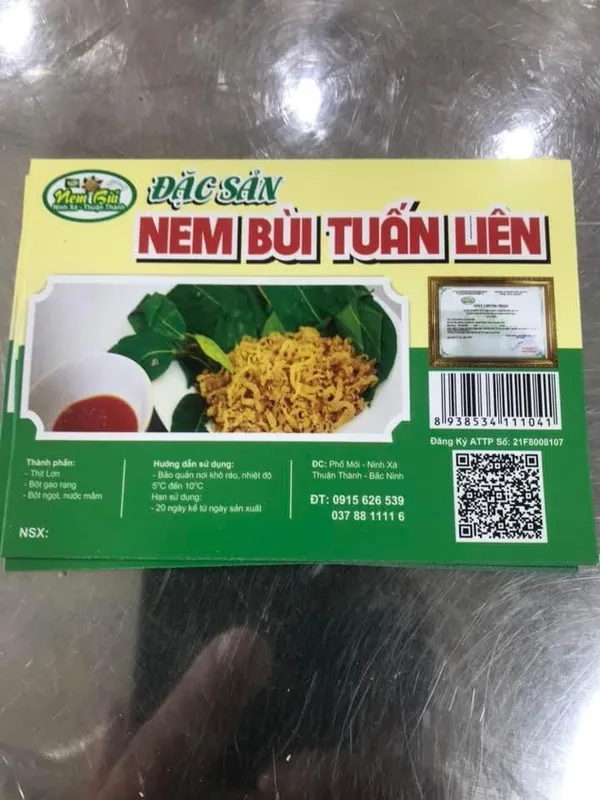 Nem Bùi
Ninh Xá - Thuận Thành
ĐẶC SẢN
NEM BÙI TUẤN LIÊN
8 938534 111041
Đăng Ký ATTP Số: 21F8008107
Thành phần:
- Thịt Lơn
- Bột gạo rang
- Bột ngọt, nước mắm
Hướng dẫn sử dụng:
- Bảo quản nơi khô ráo, nhiệt độ
5°C đến 10°C
Hạn sử dụng:
- 20 ngày kể từ ngày sản xuất
ĐC: Phố Mới - Ninh Xá
Thuận Thành - Bắc Ninh
ĐT: 0915 626 539
037 88 1111 6
NSX: